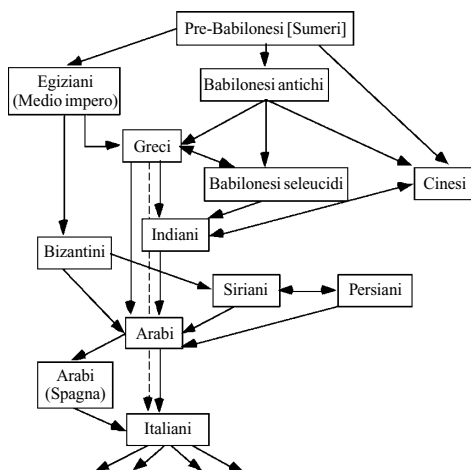 Pre-Babilonesi [Sumeri]
Egiziani
(Medio impero)
Babilonesi antichi
Greci
Babilonesi seleucidi
Cinesi
Indiani
Bizantini
Siriani
Persiani
Arabi
Arabi
(Spagna)
Italiani